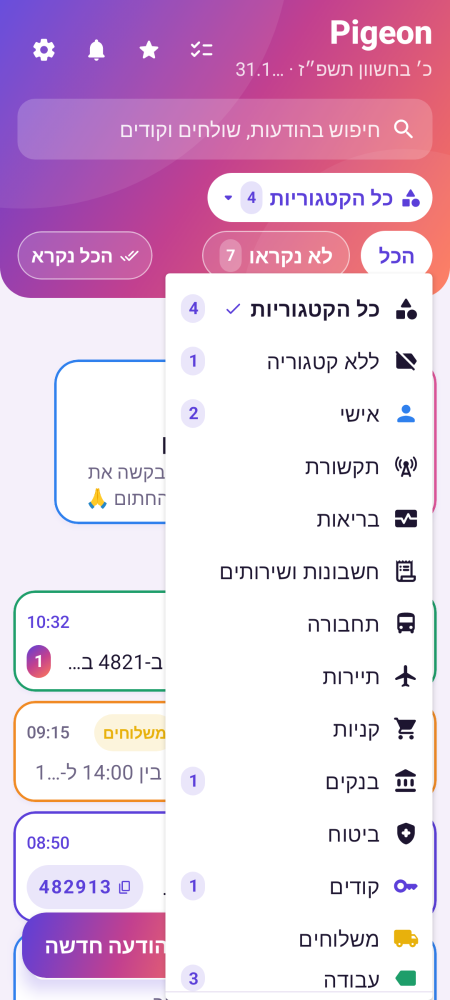 Pigeon
כ׳ בחשוון תשפ״ז · 31.1...
חיפוש בהודעות, שולחים וקודים
כל הקטגוריות 4
הכל
לא נקראו 7
הכל נקרא
כל הקטגוריות 4
ללא קטגוריה 1
אישי 2
תקשורת
בריאות
חשבונות ושירותים
תחבורה
תיירות
קניות
בנקים 1
ביטוח
קודים 1
משלוחים
עבודה 3
בקשה את
החתום 🙏
10:32
ב-4821 ב...
1
משלוחים
09:15
בין 14:00 ל-1...
08:50
482913
הודעה חדשה